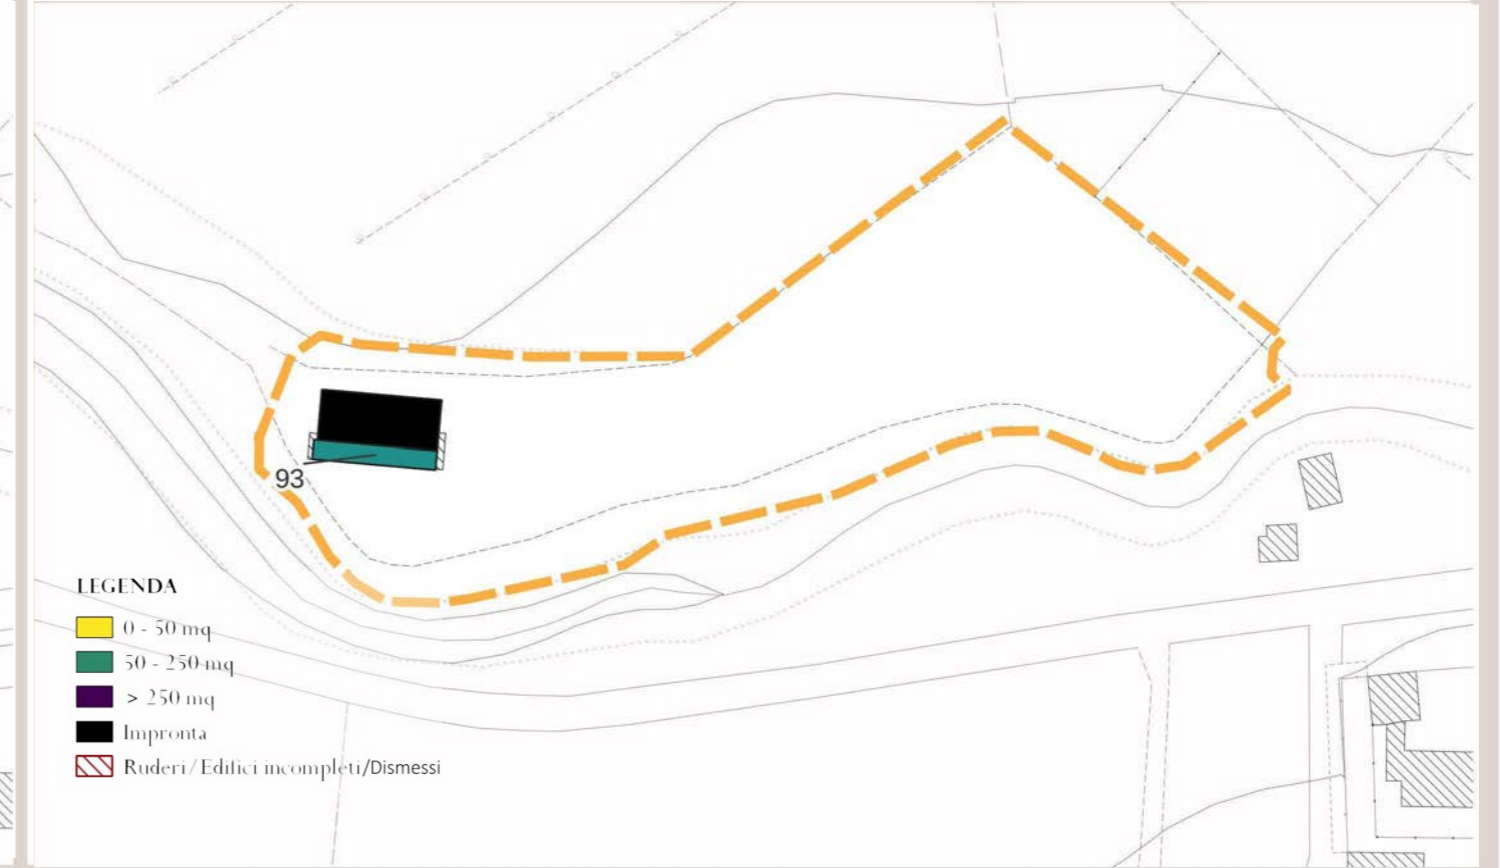 93
LEGENDA
0 - 50 mq
50 - 250 mq
> 250 mq
Impronta
Ruderi/Edifici incompleti/Dismessi